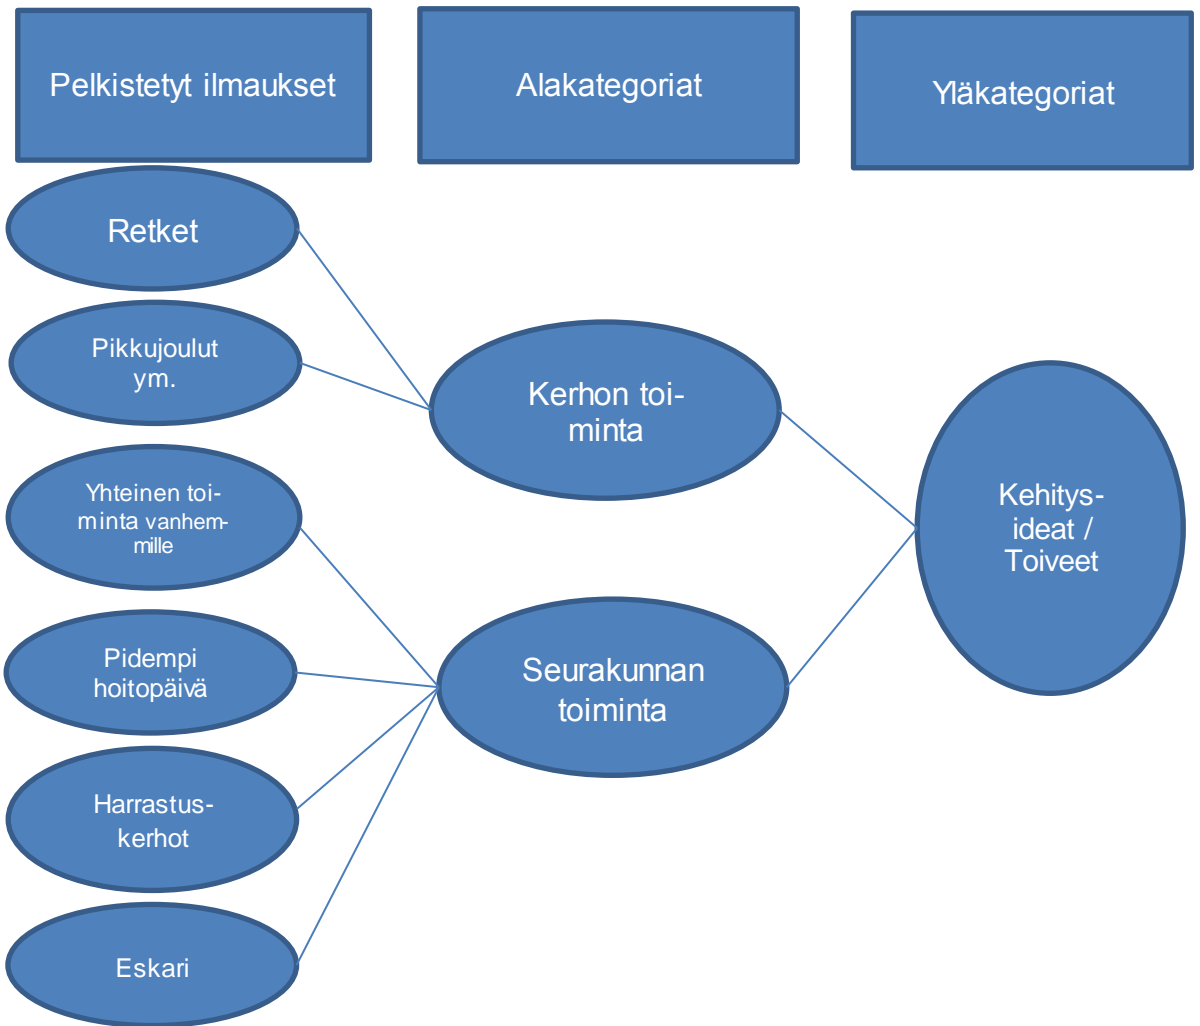 Pelkistetyt ilmaukset
Alakategoriat
Yläkategoriat
Retket
Pikkujoulut
ym.
Kerhon toi-
minta
Yhteinen toi-
minta vanhem-
mille
Kehitys-
ideat /
Toiveet
Pidempi
hoitopäivä
Seurakunnan
toiminta
Harrastus-
kerhot
Eskari